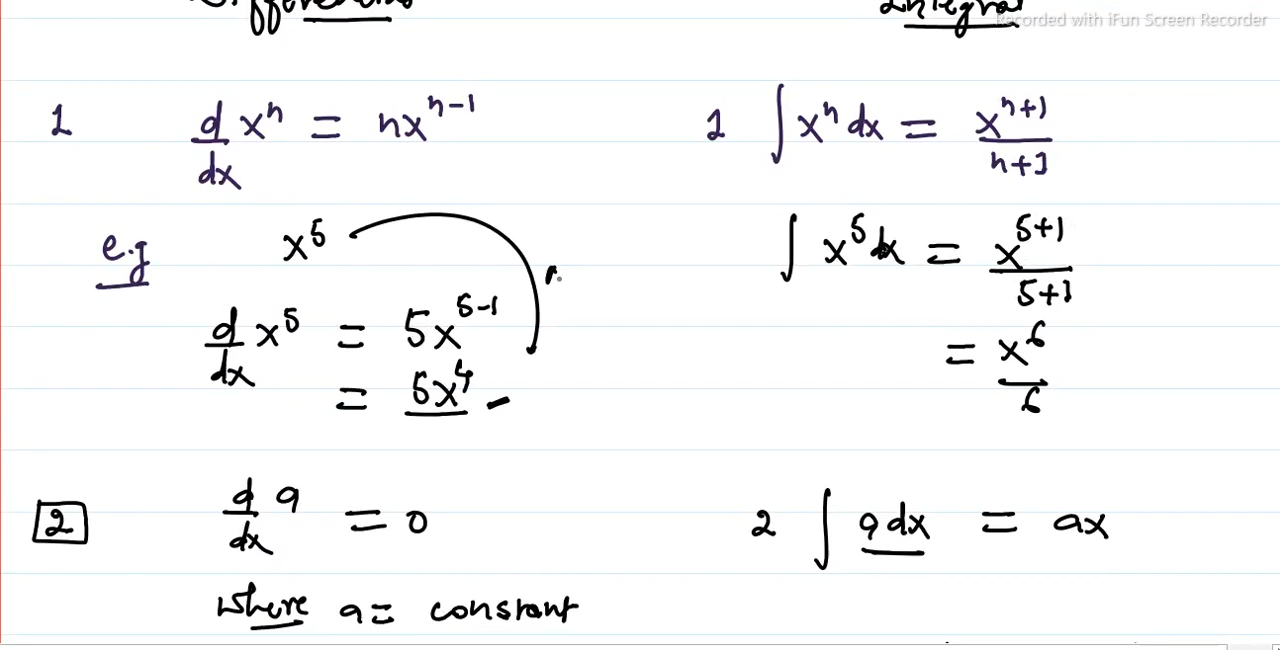 Integral
Recorded with iFun Screen Recorder
1 d/dx xⁿ = nxⁿ⁻¹
1 ∫ xⁿ dx = xⁿ⁺¹/n+1
e.g x⁵
∫ x⁵ dx = x⁵⁺¹/5+1
d/dx x⁵ = 5x⁵⁻¹
= x⁶/6
= 5x⁴
2 d/dx a = 0
2 ∫ a dx = ax
where a = constant